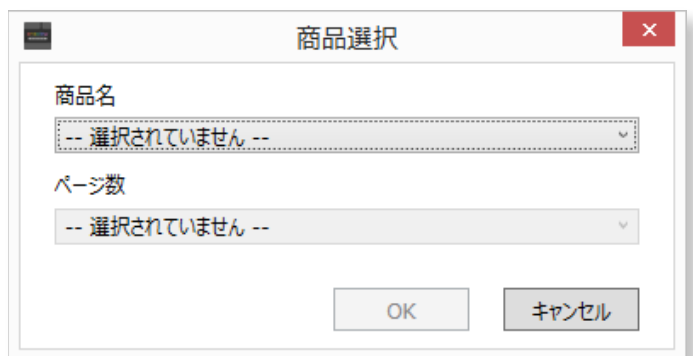 商品選択
商品名
-- 選択されていません --
ページ数
-- 選択されていません --
OK
キャンセル